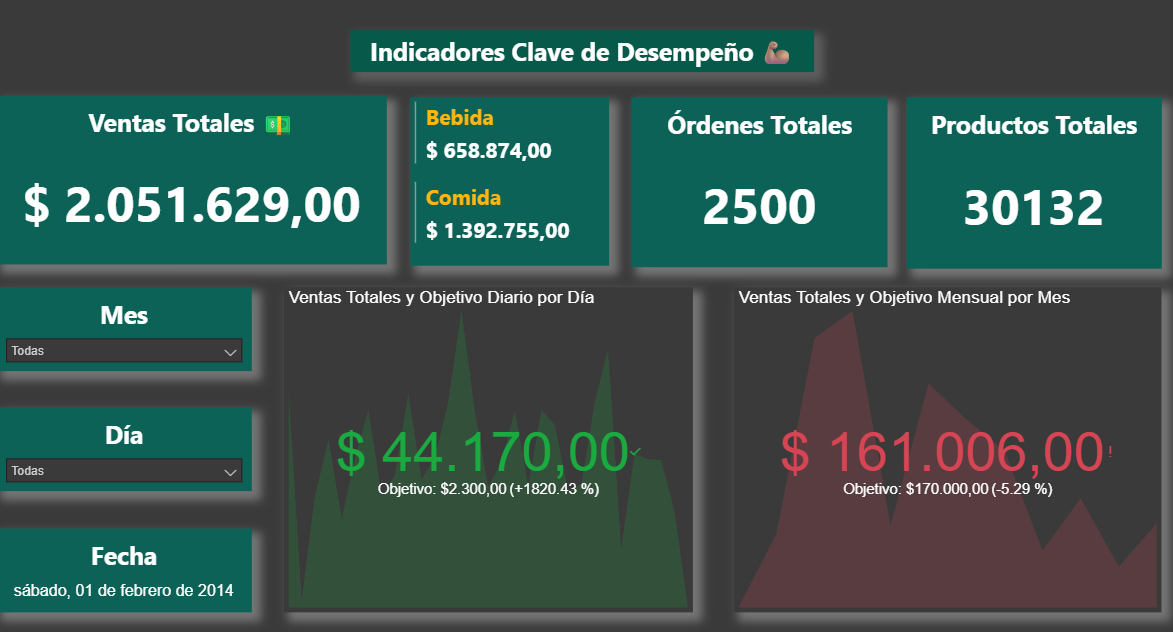 Indicadores Clave de Desempeño 💪🏽
Ventas Totales 💵
$ 2.051.629,00
Bebida
$ 658.874,00
Comida
$ 1.392.755,00
Órdenes Totales
2500
Productos Totales
30132
Mes
Todas
Día
Todas
Fecha
sábado, 01 de febrero de 2014
Ventas Totales y Objetivo Diario por Día
$ 44.170,00✓
Objetivo: $2.300,00 (+1820.43 %)
Ventas Totales y Objetivo Mensual por Mes
$ 161.006,00!
Objetivo: $170.000,00 (-5.29 %)